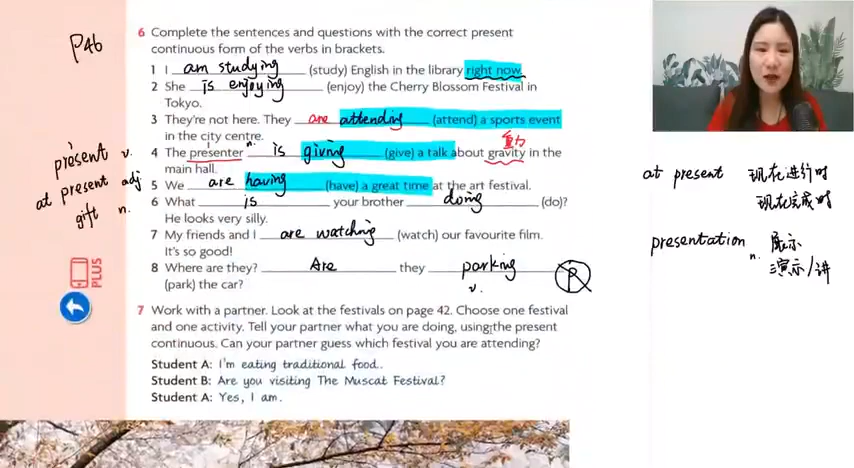 P46
6 Complete the sentences and questions with the correct present
continuous form of the verbs in brackets.
1 I am studying (study) English in the library right now.
2 She is enjoying (enjoy) the Cherry Blossom Festival in
Tokyo.
3 They're not here. They are attending (attend) a sports event
in the city centre.
重力
n.
4 The presenter is giving (give) a talk about gravity in the
main hall.
5 We are having (have) a great time at the art festival.
6 What is your brother doing (do)?
He looks very silly.
7 My friends and I are watching (watch) our favourite film.
It's so good!
8 Where are they? Are they parking
v.
(park) the car?
P
present v.
at present adj.
gift n.
PLUS
7 Work with a partner. Look at the festivals on page 42. Choose one festival
and one activity. Tell your partner what you are doing, using the present
continuous. Can your partner guess which festival you are attending?
Student A: I'm eating traditional food.
Student B: Are you visiting The Muscat Festival?
Student A: Yes, I am.
at present 现在进行时
现在完成时
presentation n. 展示
演示/讲